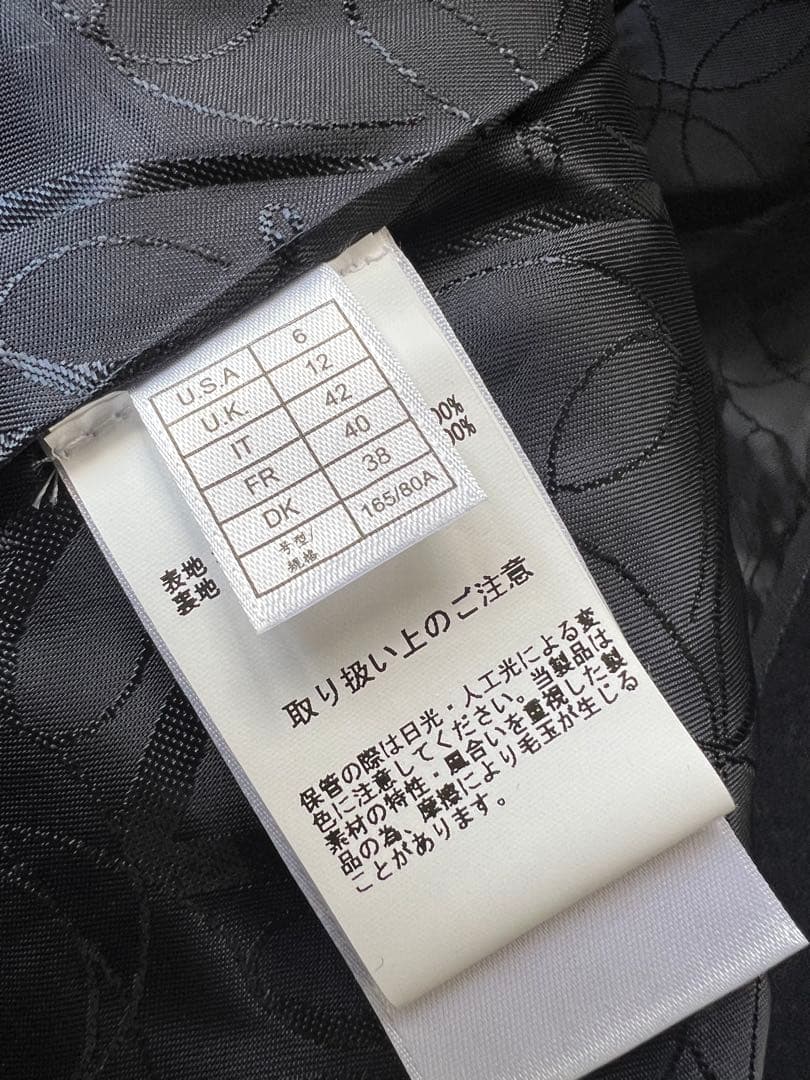 U.S.A 6
U.K. 12
IT 42
FR 40
DK 38
号型/规格 165/80A
表地 00%
裏地 00%
取り扱い上のご注意
保管の際は日光・人工光による変
色に注意してください。当製品は
素材の特性・風合いを重視した製
品の為、摩擦により毛玉が生じる
ことがあります。